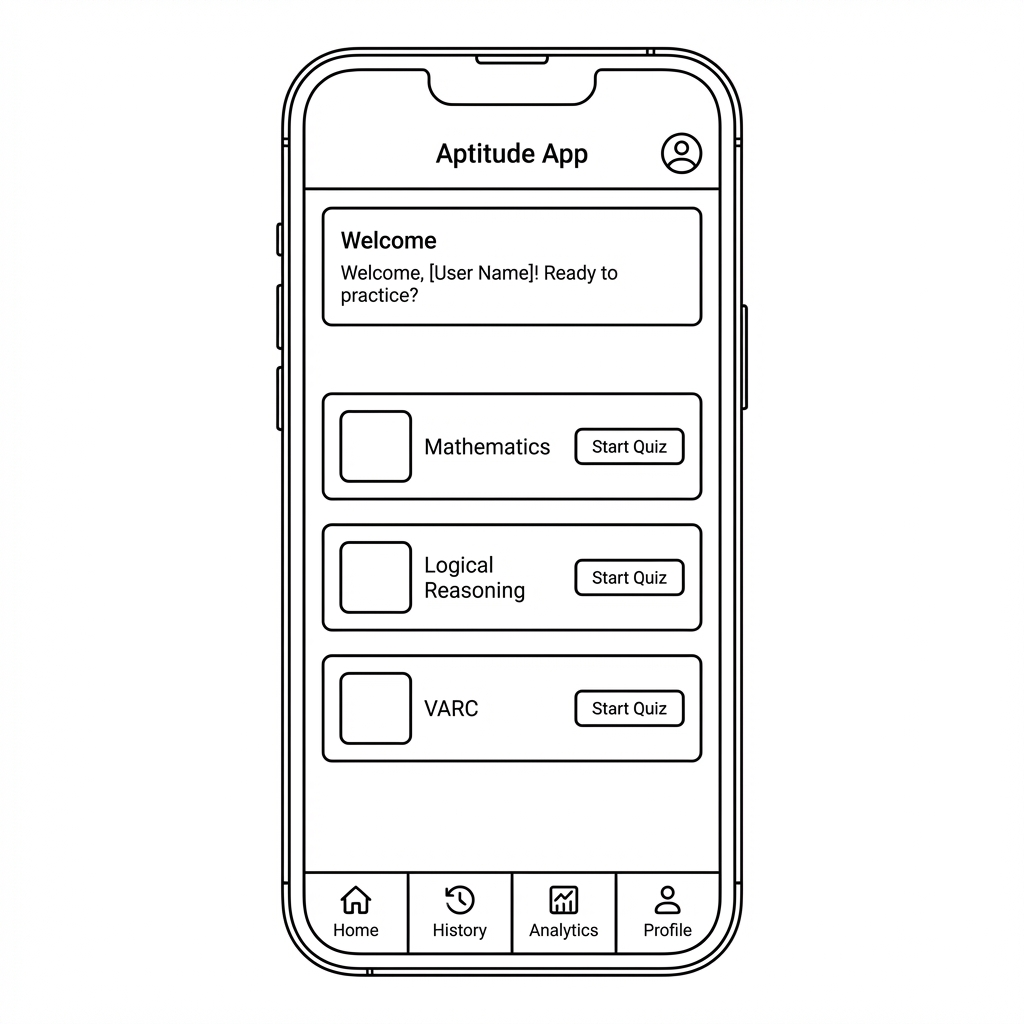 Aptitude App
Welcome
Welcome, [User Name]! Ready to
practice?
Mathematics
Start Quiz
Logical
Reasoning
Start Quiz
VARC
Start Quiz
Home
History
Analytics
Profile